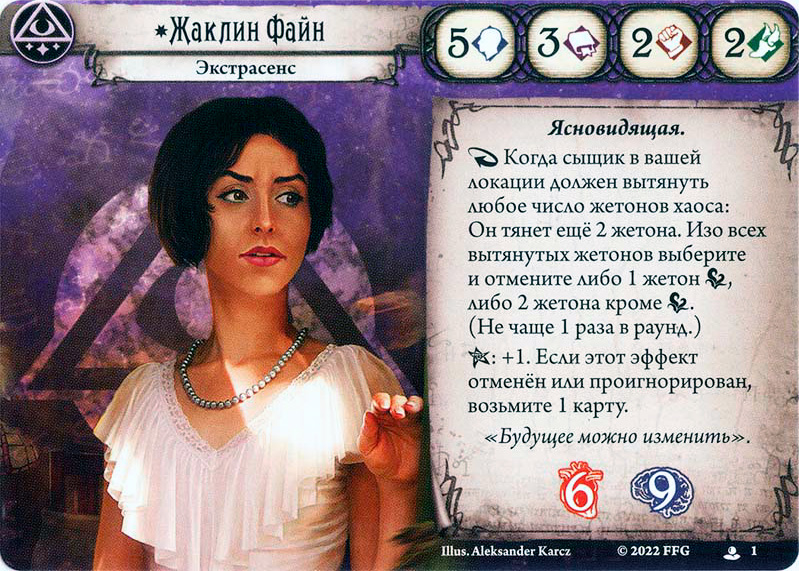 Жаклин Файн
Экстрасенс
5 3 2 2
Ясновидящая.
Когда сыщик в вашей
локации должен вытянуть
любое число жетонов хаоса:
Он тянет ещё 2 жетона. Изо всех
вытянутых жетонов выберите
и отмените либо 1 жетон ,
либо 2 жетона кроме .
(Не чаще 1 раза в раунд.)
: +1. Если этот эффект
отменён или проигнорирован,
возьмите 1 карту.
«Будущее можно изменить».
6 9
Illus. Aleksander Karcz © 2022 FFG 1